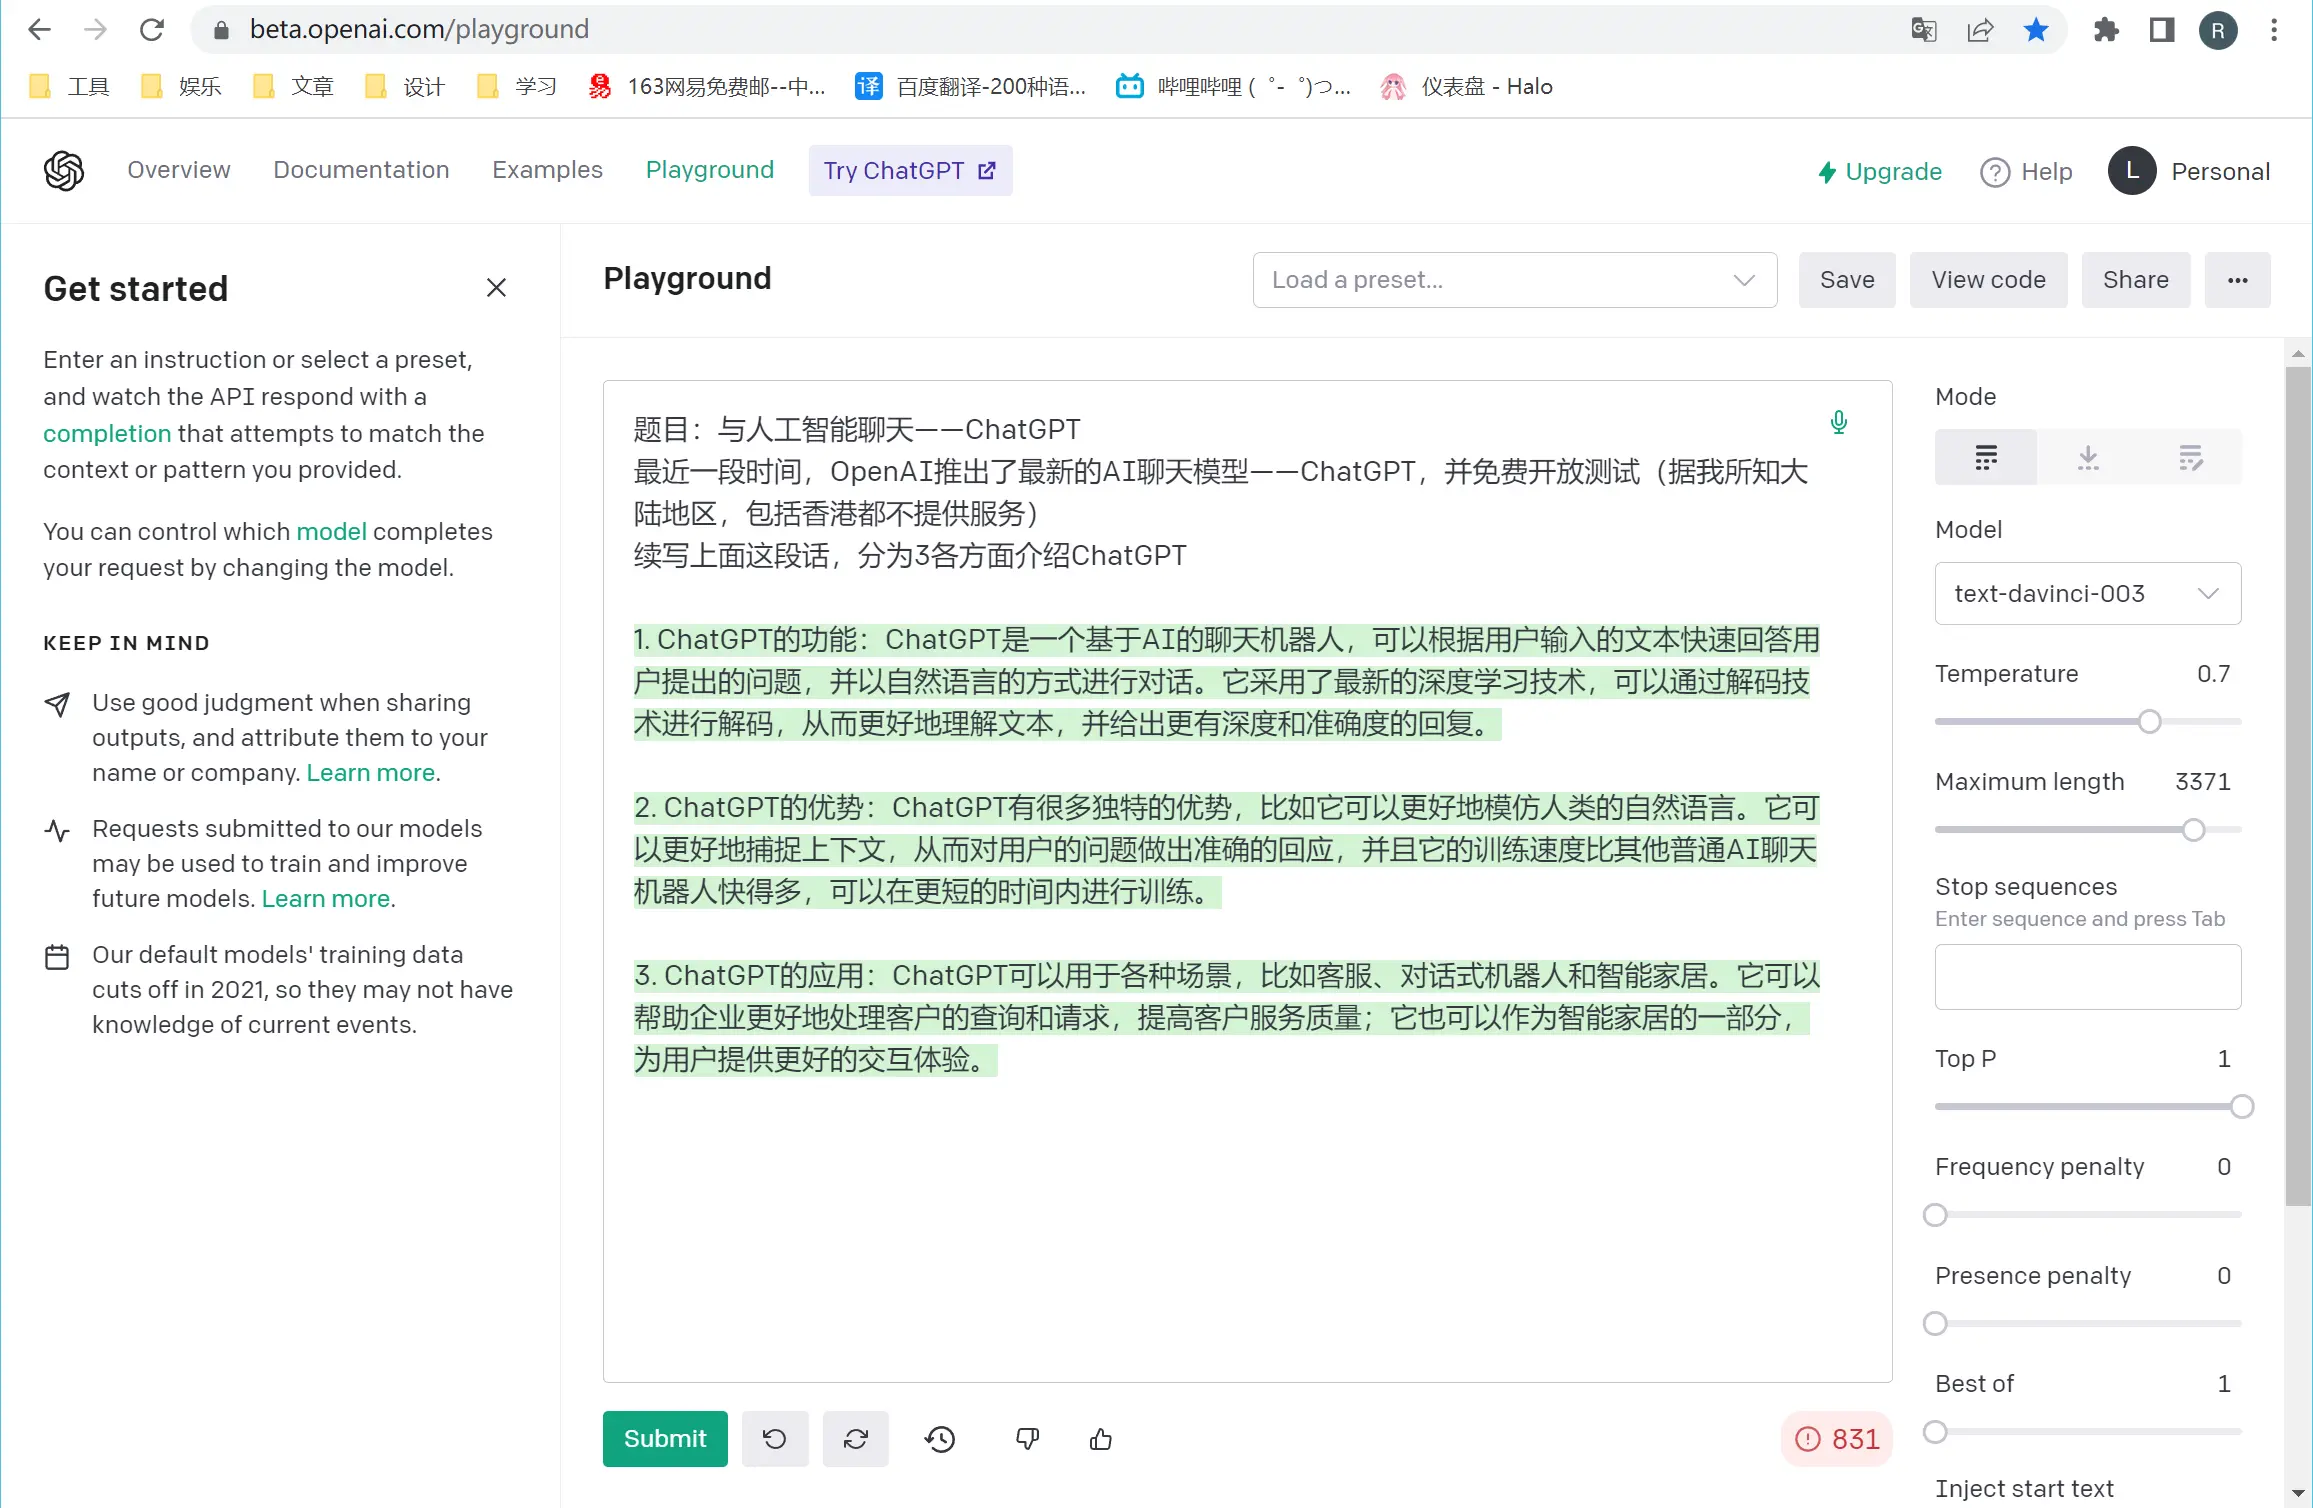 beta.openai.com/playground
R
工具
娱乐
文章
设计
学习
163网易免费邮--中...
译 百度翻译-200种语...
哔哩哔哩 (゜-゜)つ...
仪表盘 - Halo
Overview
Documentation
Examples
Playground
Try ChatGPT
Upgrade
Help
L
Personal
Get started
Enter an instruction or select a preset,
and watch the API respond with a
completion that attempts to match the
context or pattern you provided.
You can control which model completes
your request by changing the model.
KEEP IN MIND
Use good judgment when sharing
outputs, and attribute them to your
name or company. Learn more.
Requests submitted to our models
may be used to train and improve
future models. Learn more.
Our default models' training data
cuts off in 2021, so they may not have
knowledge of current events.
Playground
Load a preset...
Save
View code
Share
题目：与人工智能聊天——ChatGPT
最近一段时间，OpenAI推出了最新的AI聊天模型——ChatGPT，并免费开放测试（据我所知大
陆地区，包括香港都不提供服务）
续写上面这段话，分为3各方面介绍ChatGPT
1. ChatGPT的功能：ChatGPT是一个基于AI的聊天机器人，可以根据用户输入的文本快速回答用
户提出的问题，并以自然语言的方式进行对话。它采用了最新的深度学习技术，可以通过解码技
术进行解码，从而更好地理解文本，并给出更有深度和准确度的回复。
2. ChatGPT的优势：ChatGPT有很多独特的优势，比如它可以更好地模仿人类的自然语言。它可
以更好地捕捉上下文，从而对用户的问题做出准确的回应，并且它的训练速度比其他普通AI聊天
机器人快得多，可以在更短的时间内进行训练。
3. ChatGPT的应用：ChatGPT可以用于各种场景，比如客服、对话式机器人和智能家居。它可以
帮助企业更好地处理客户的查询和请求，提高客户服务质量；它也可以作为智能家居的一部分，
为用户提供更好的交互体验。
Submit
831
Mode
Model
text-davinci-003
Temperature 0.7
Maximum length 3371
Stop sequences
Enter sequence and press Tab
Top P 1
Frequency penalty 0
Presence penalty 0
Best of 1
Inject start text